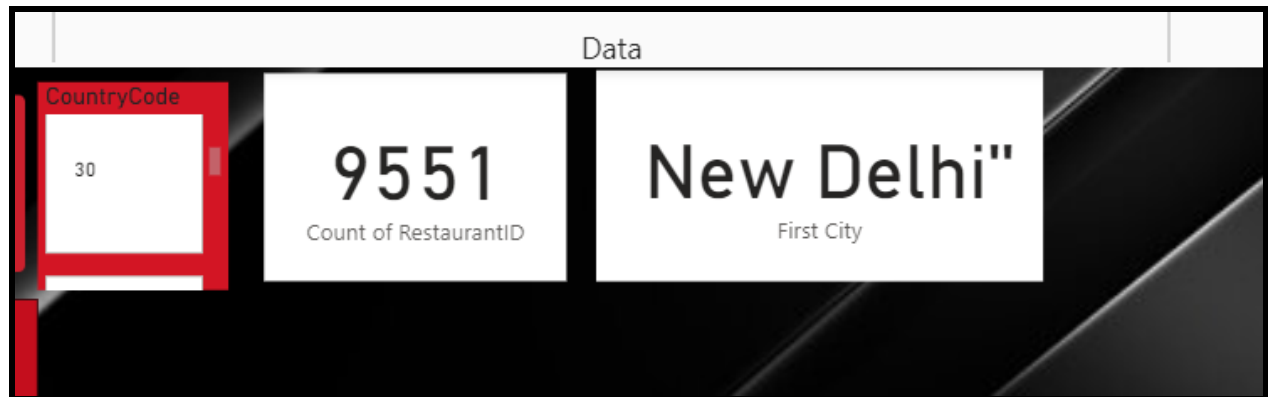 Data
CountryCode
30
9551
Count of RestaurantID
New Delhi"
First City